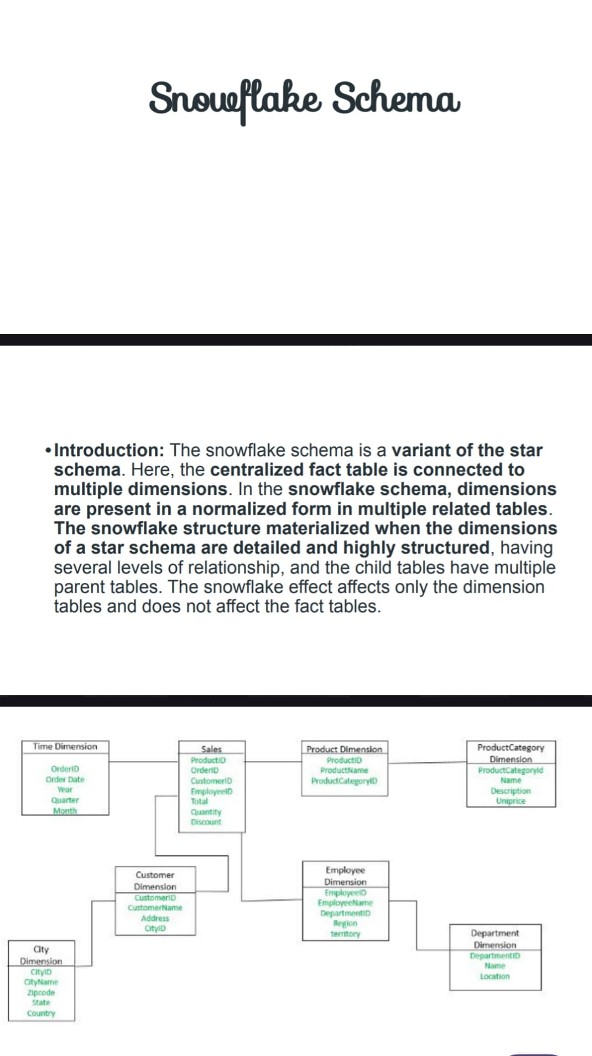 Snowflake Schema
• Introduction: The snowflake schema is a variant of the star
schema. Here, the centralized fact table is connected to
multiple dimensions. In the snowflake schema, dimensions
are present in a normalized form in multiple related tables.
The snowflake structure materialized when the dimensions
of a star schema are detailed and highly structured, having
several levels of relationship, and the child tables have multiple
parent tables. The snowflake effect affects only the dimension
tables and does not affect the fact tables.
Time Dimension
OrderID
Order Date
Year
Quarter
Month
Sales
ProductID
OrderID
CustomerID
EmployeeID
Total
Quantity
Discount
Product Dimension
ProductID
ProductName
ProductCategoryID
ProductCategory
Dimension
ProductCategoryId
Name
Description
Uniprice
Customer
Dimension
CustomerID
CustomerName
Address
CityID
Employee
Dimension
EmployeeID
EmployeeName
DepartmentID
Region
territory
City
Dimension
CityID
CityName
Zipcode
State
Country
Department
Dimension
DepartmentID
Name
Location